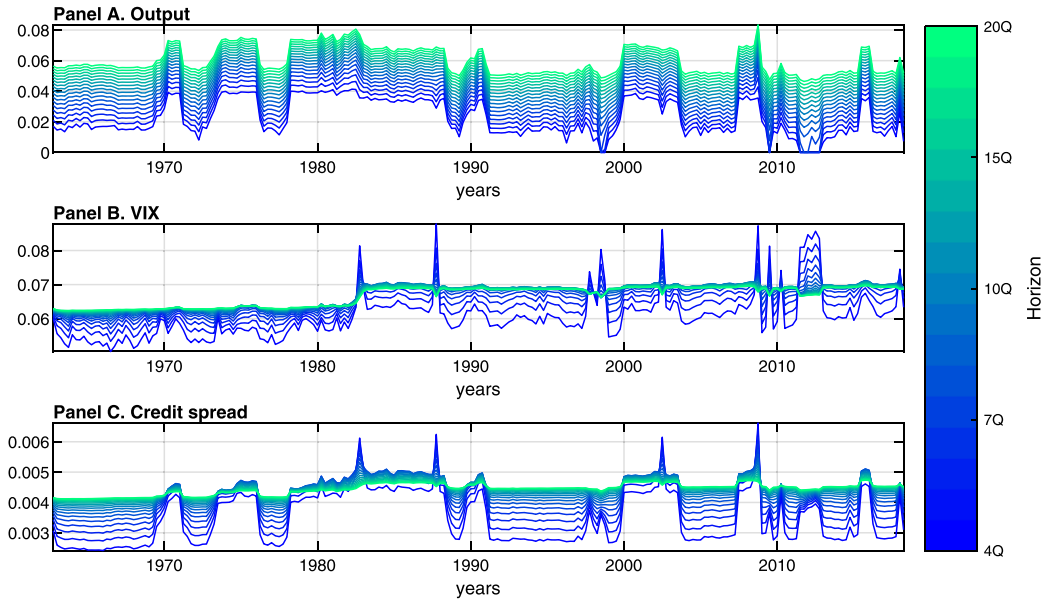 Panel A. Output
0.08
0.06
0.04
0.02
0
1970
1980
1990
2000
2010
years
Panel B. VIX
0.08
0.07
0.06
1970
1980
1990
2000
2010
years
Panel C. Credit spread
0.006
0.005
0.004
0.003
1970
1980
1990
2000
2010
years
20Q
15Q
10Q
7Q
4Q
Horizon